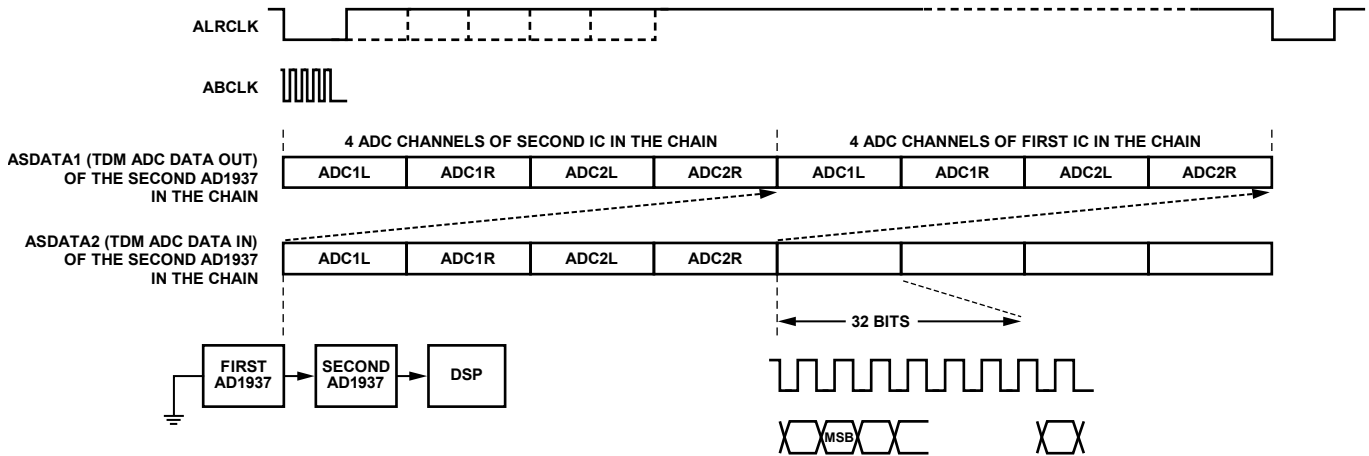 ALRCLK
ABCLK
4 ADC CHANNELS OF SECOND IC IN THE CHAIN
4 ADC CHANNELS OF FIRST IC IN THE CHAIN
ASDATA1 (TDM ADC DATA OUT)
OF THE SECOND AD1937
IN THE CHAIN
ADC1L
ADC1R
ADC2L
ADC2R
ADC1L
ADC1R
ADC2L
ADC2R
ASDATA2 (TDM ADC DATA IN)
OF THE SECOND AD1937
IN THE CHAIN
ADC1L
ADC1R
ADC2L
ADC2R
32 BITS
FIRST
AD1937
SECOND
AD1937
DSP
MSB